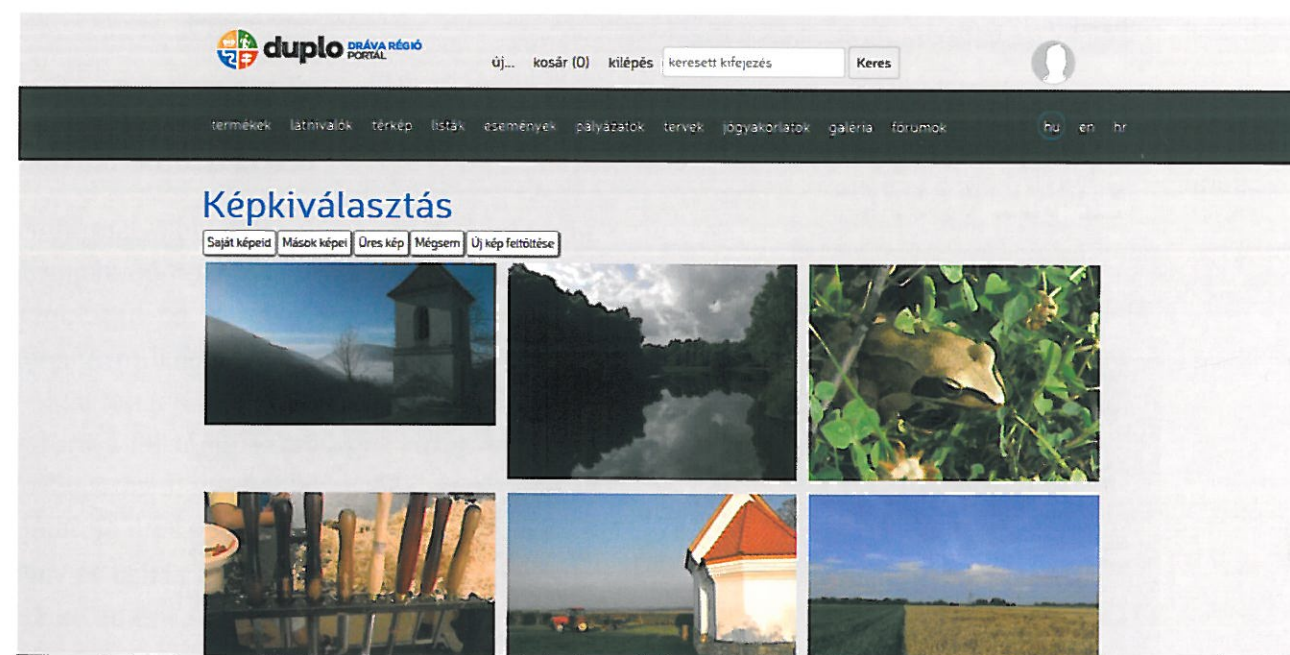 duplo DRÁVA RÉGIÓ
PORTÁL
új... kosár (0) kilépés keresett kifejezés Keres
termékek látnivalók térkép listák események pályázatok tervek jógyakorlatok galéria fórumok hu en hr
Képkiválasztás
Saját képeid Mások képei Üres kép Mégsem Új kép feltöltése